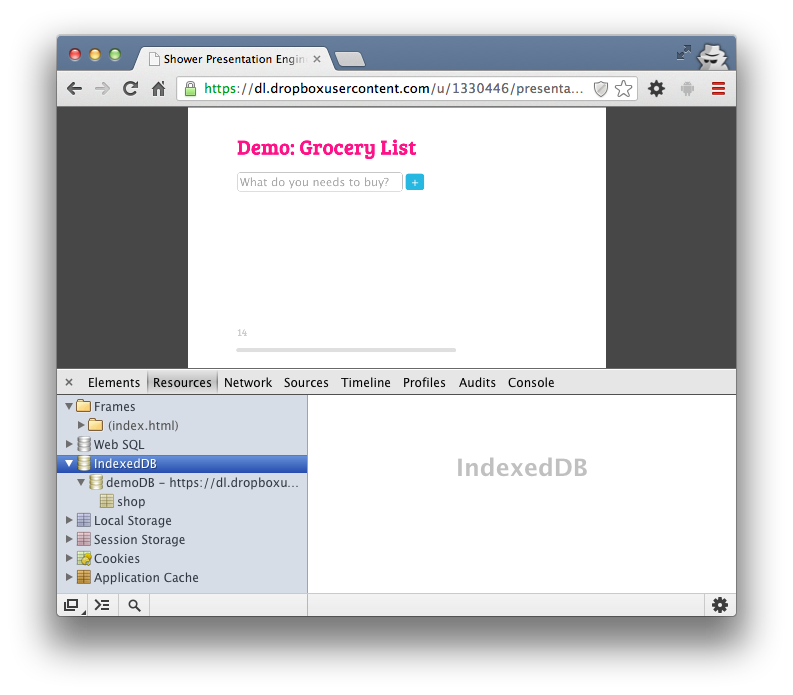 Shower Presentation Engin
https://dl.dropboxusercontent.com/u/1330446/presenta...
Demo: Grocery List
What do you needs to buy?
+
14
× Elements Resources Network Sources Timeline Profiles Audits Console
Frames
(index.html)
Web SQL
IndexedDB
demoDB – https://dl.dropboxu...
shop
Local Storage
Session Storage
Cookies
Application Cache
IndexedDB